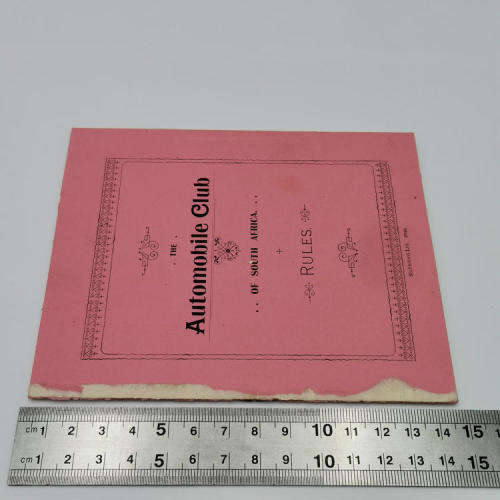 . THE .
Automobile Club
.. OF SOUTH AFRICA. ..
RULES.
cm 1 2 3 4 5 6 7 8 9 10 11 12 13 14 15
cm 1 2 3 4 5 6 7 8 9 10 11 12 13 14 15